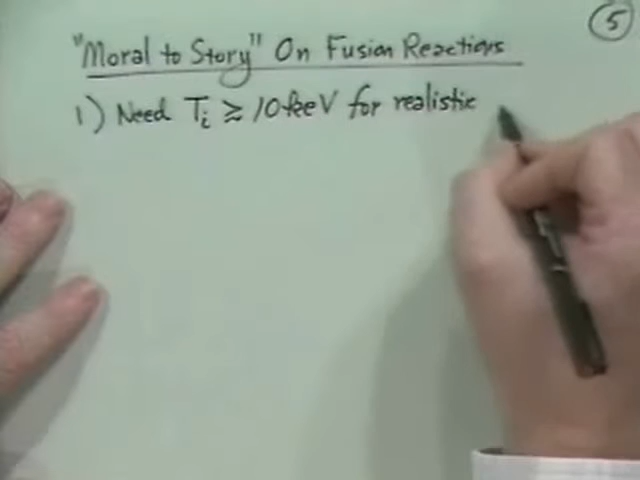 5
"Moral to Story" On Fusion Reactions
1) Need Ti ≳ 10 keV for realistic